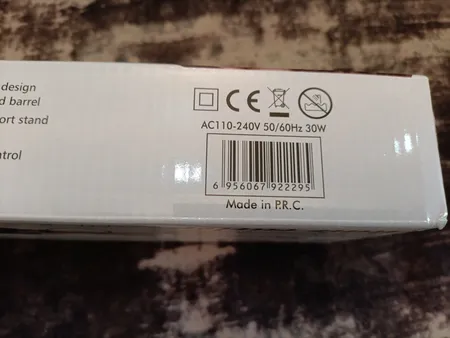 design
d barrel
ort stand
ntrol
CE
AC110-240V 50/60Hz 30W
6 956067 922295
Made in P.R.C.